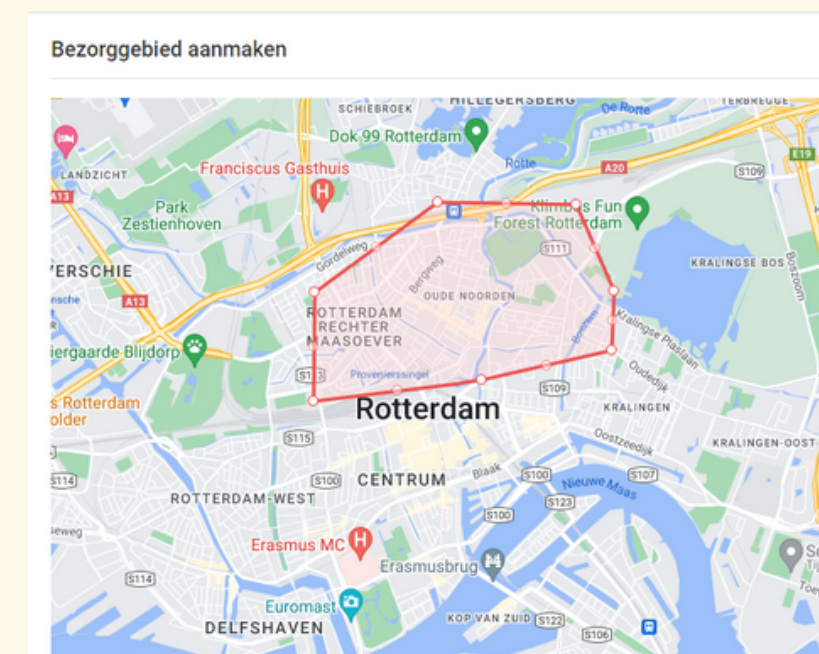 Bezorggebied aanmaken
SCHIEBROEK
HILLEGERSBERG
De Rotte
TERBREGGE
Dok 99 Rotterdam
LANDZICHT
Franciscus Gasthuis
Rotte
A20
S109
E19
A13
Park
Zestienhoven
Klimbos Fun
Forest Rotterdam
Gordelweg
S111
Bergweg
KRALINGSE BOS
Boszoom
A13
OUDE NOORDEN
ROTTERDAM
RECHTER
MAASOEVER
Boezem
Kralingse Plaslaan
iergaarde Blijdorp
S113
Provenierssingel
S109
Oudedijk
s Rotterdam
older
Rotterdam
KRALINGEN
S115
Oostzeedijk
KRALINGEN-OOST
S114
S100
CENTRUM
Blaak
S100
S107
Nieuwe Maas
ROTTERDAM-WEST
S123
S100
eweg
Erasmus MC
Erasmusbrug
S114
Euromast
DELFSHAVEN
KOP VAN ZUID
S122
S106